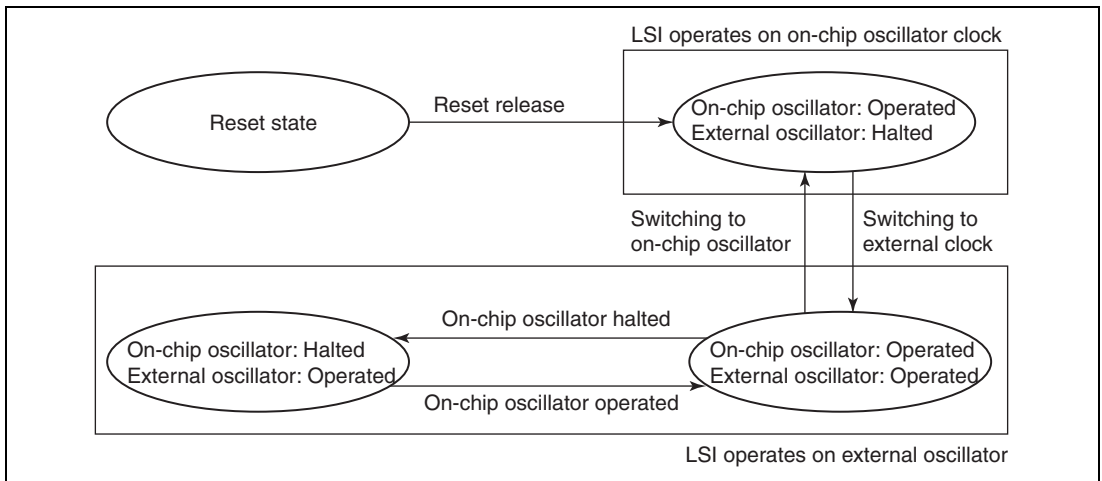 LSI operates on on-chip oscillator clock
Reset state
Reset release
On-chip oscillator: Operated
External oscillator: Halted
Switching to
on-chip oscillator
Switching to
external clock
On-chip oscillator halted
On-chip oscillator: Halted
External oscillator: Operated
On-chip oscillator: Operated
External oscillator: Operated
On-chip oscillator operated
LSI operates on external oscillator